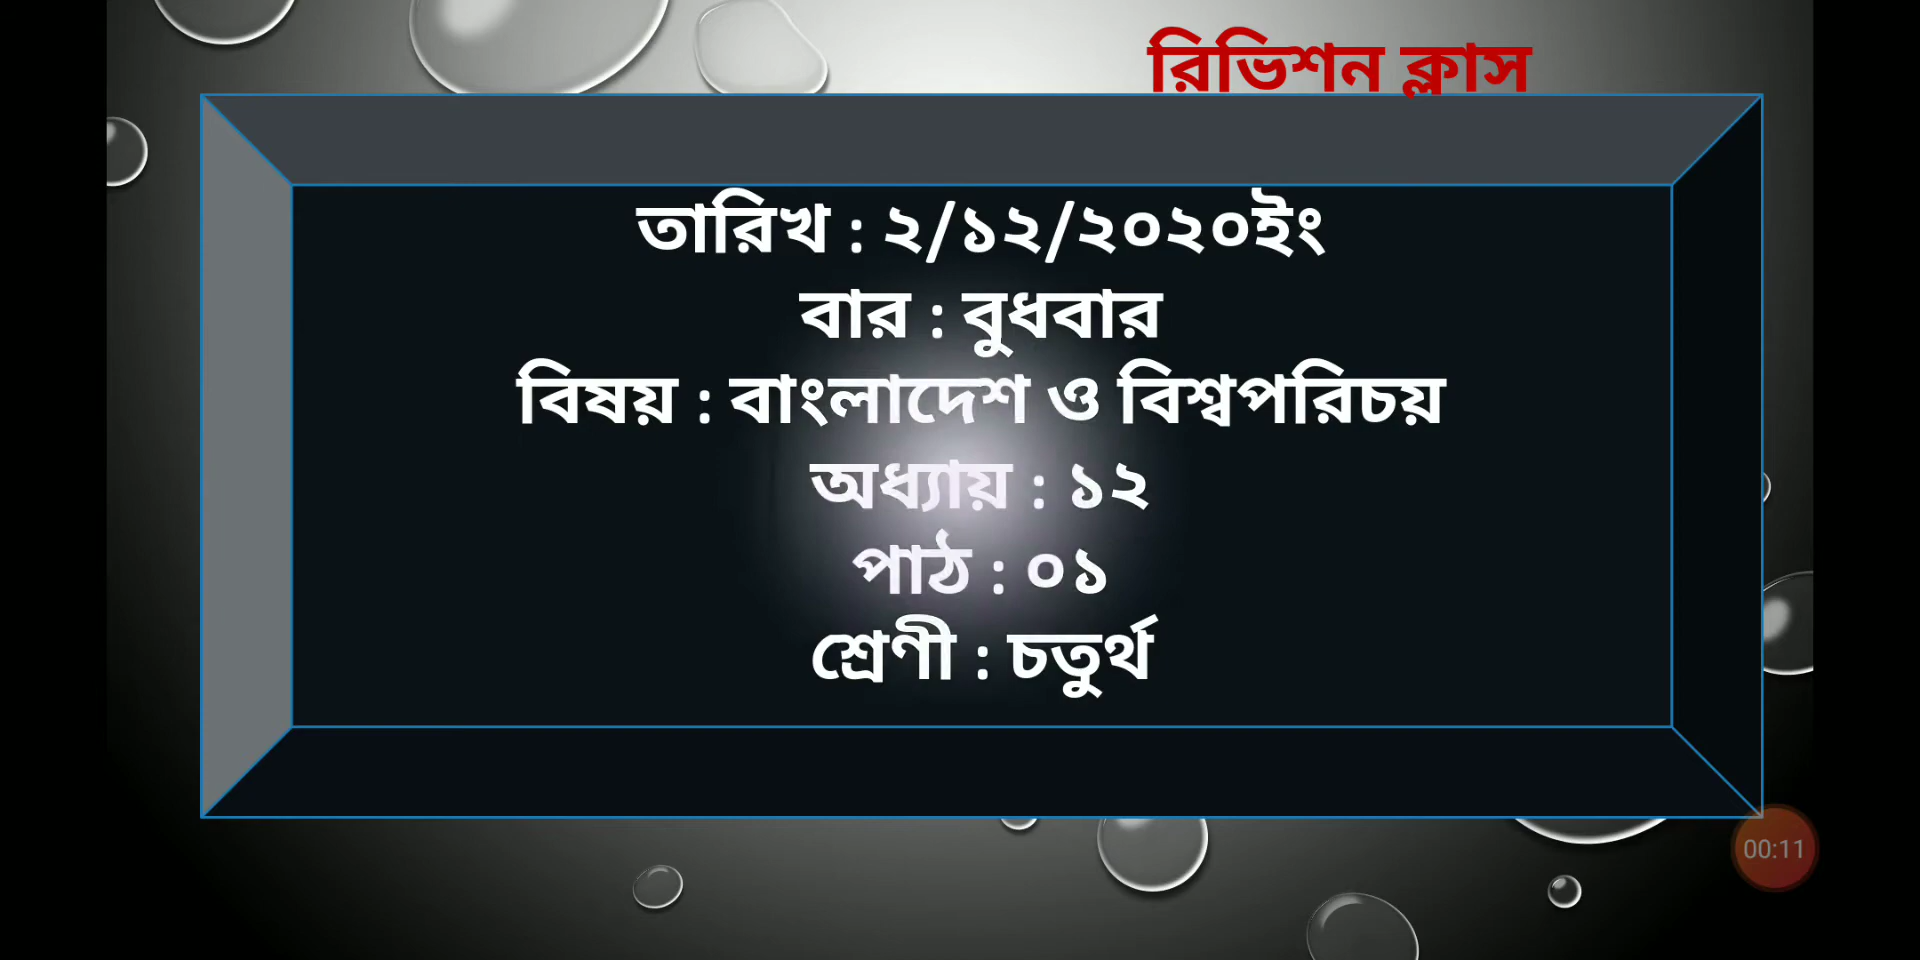 রিভিশন ক্লাস
তারিখ : ২/১২/২০২০ইং
বার : বুধবার
বিষয় : বাংলাদেশ ও বিশ্বপরিচয়
অধ্যায় : ১২
পাঠ : ০১
শ্রেণী : চতুর্থ
00:11